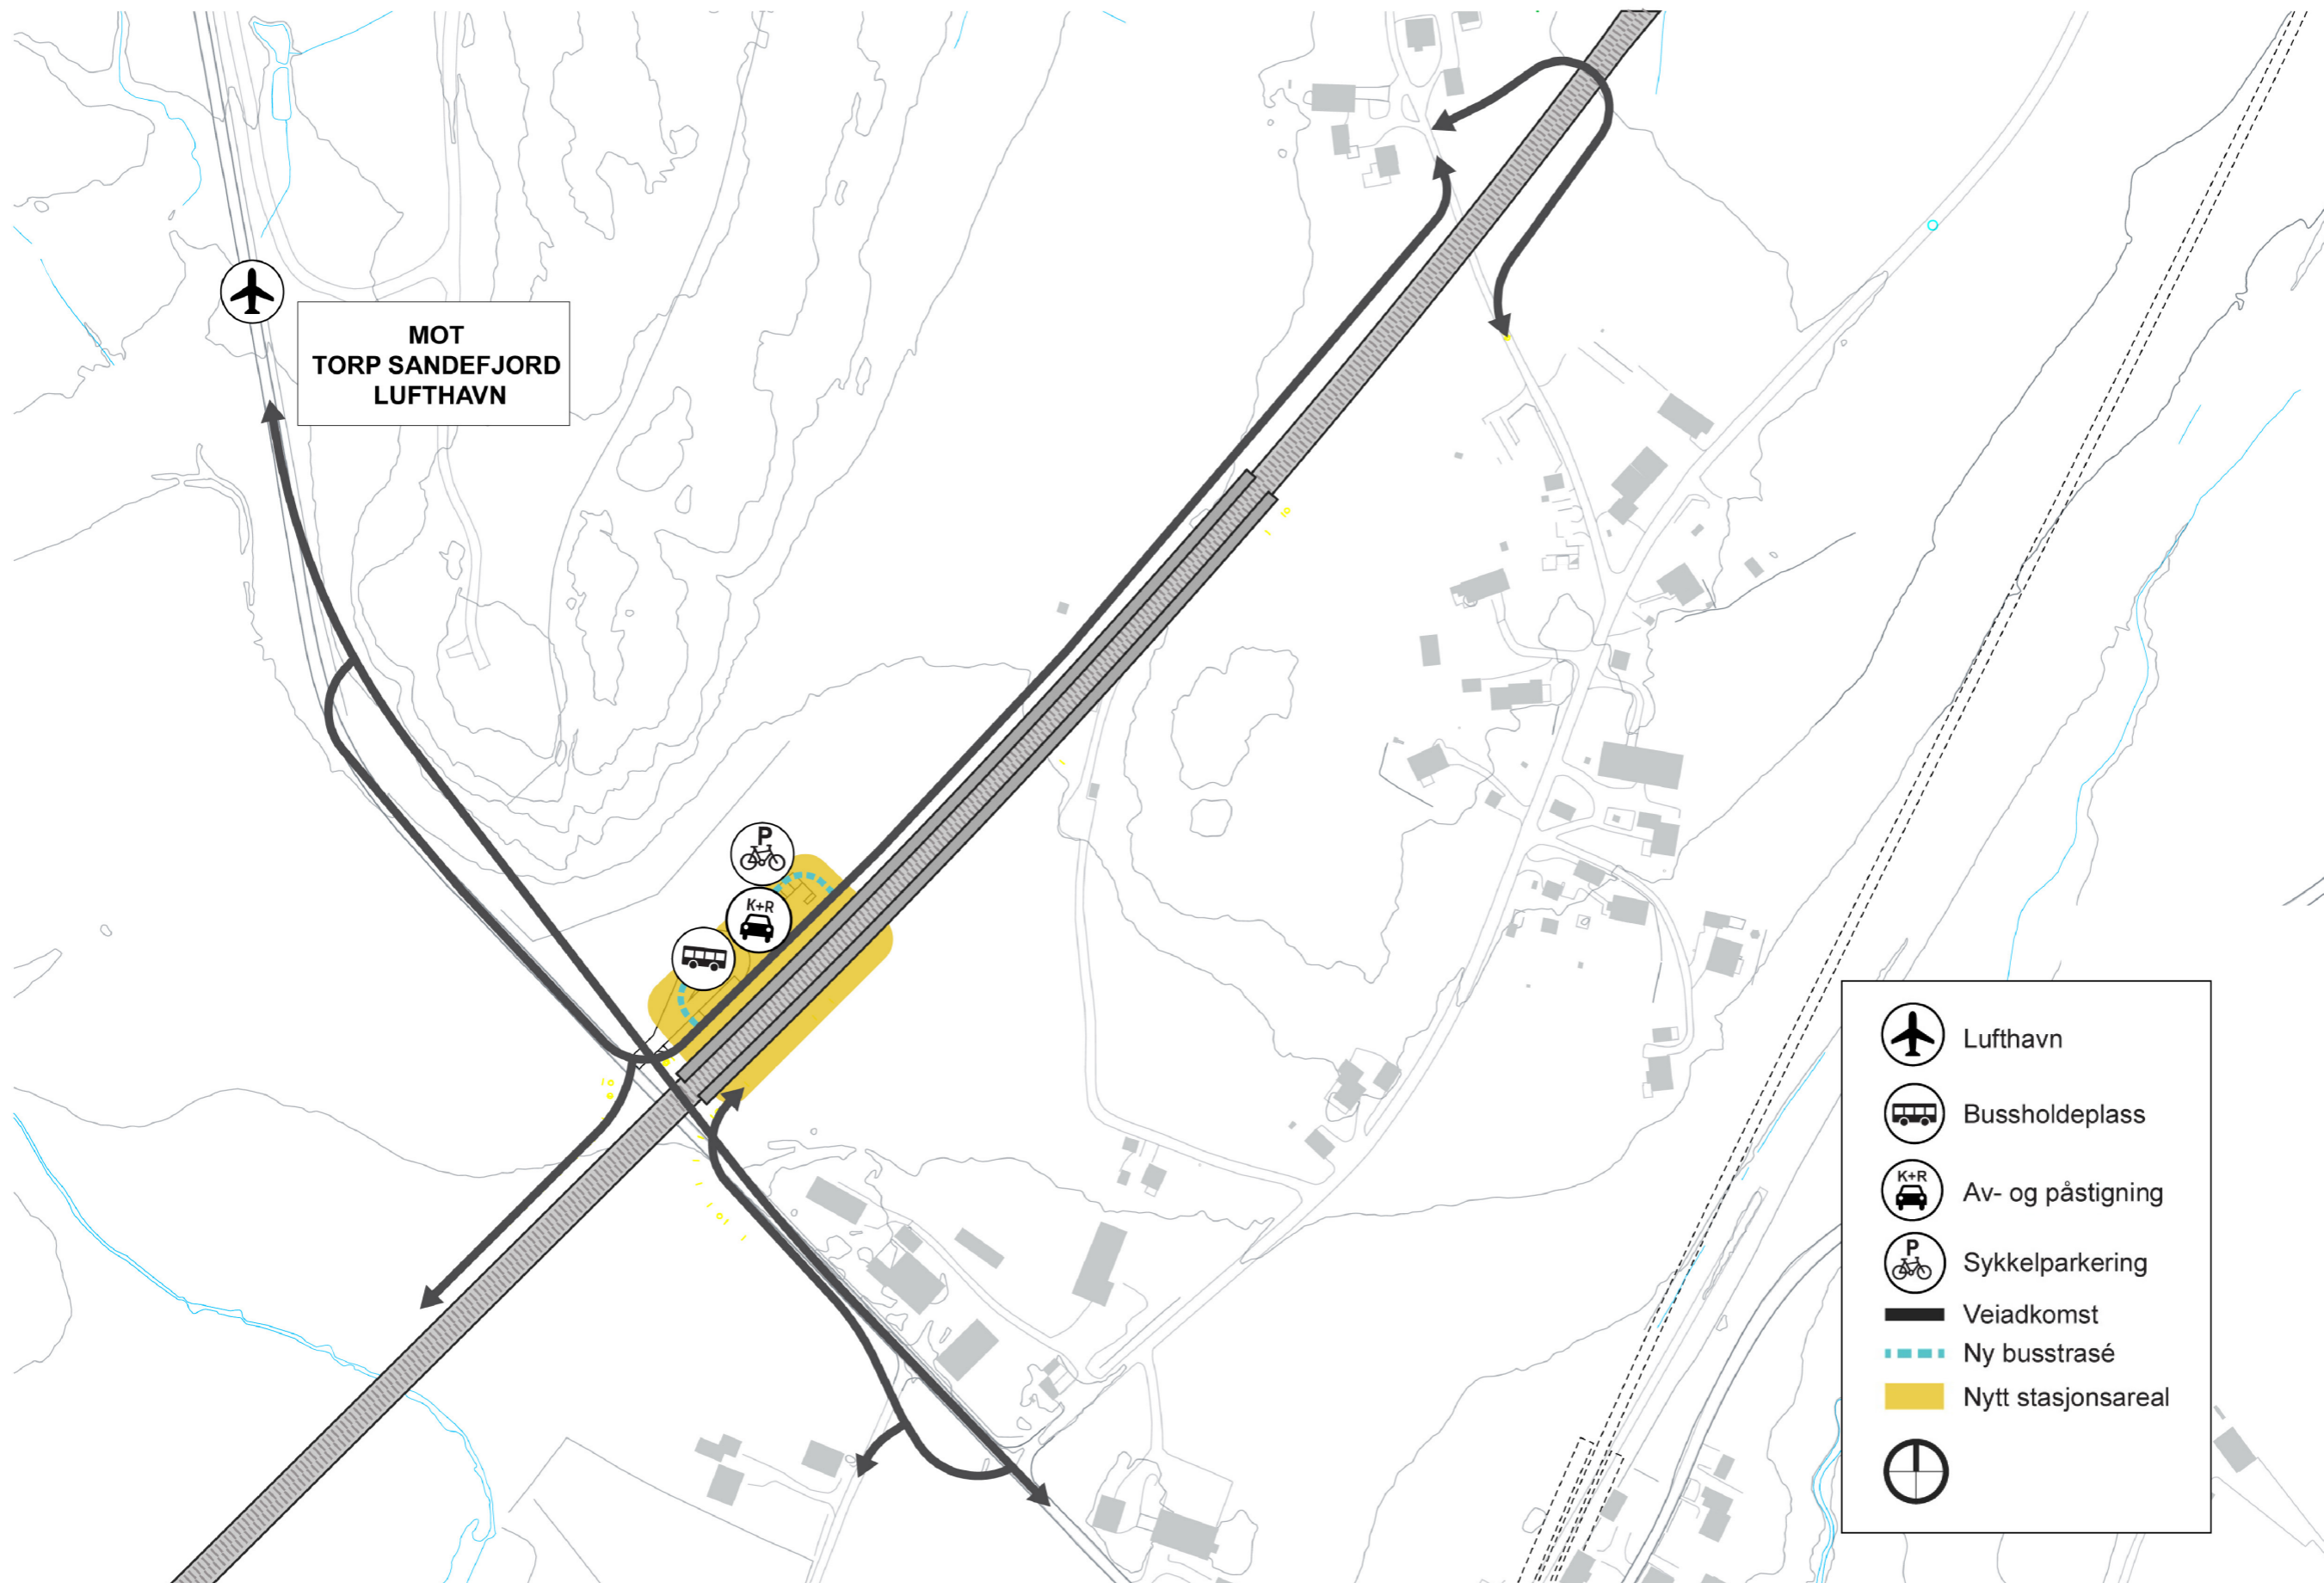 MOT
TORP SANDEFJORD
LUFTHAVN
P
K+R
Lufthavn
Bussholdeplass
K+R
Av- og påstigning
P
Sykkelparkering
Veiadkomst
Ny busstrasé
Nytt stasjonsareal